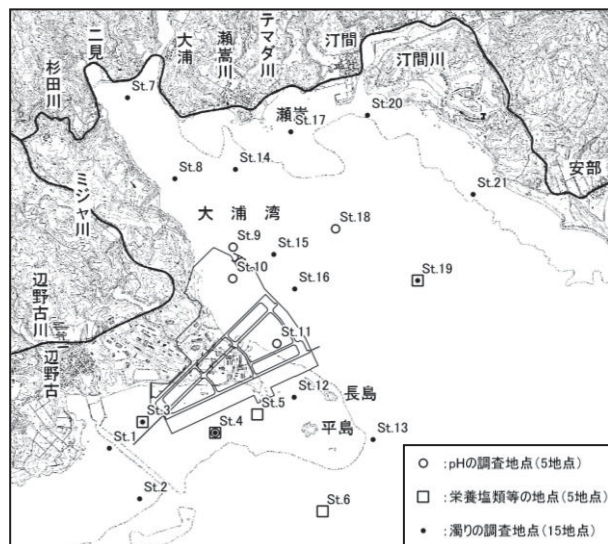 二見
大浦
瀬嵩川
テマダ川
汀間
汀間川
杉田川
St.7
瀬嵩
St.17
St.20
St.14
St.8
安部
St.21
ミジャ川
大浦湾
St.18
St.9
St.15
St.10
St.19
St.16
辺野古川
辺野古
St.11
St.12
長島
St.5
St.3
St.4
平島
St.13
St.1
St.2
St.6
○ :pHの調査地点(5地点)
□ :栄養塩類等の地点(5地点)
• :濁りの調査地点(15地点)